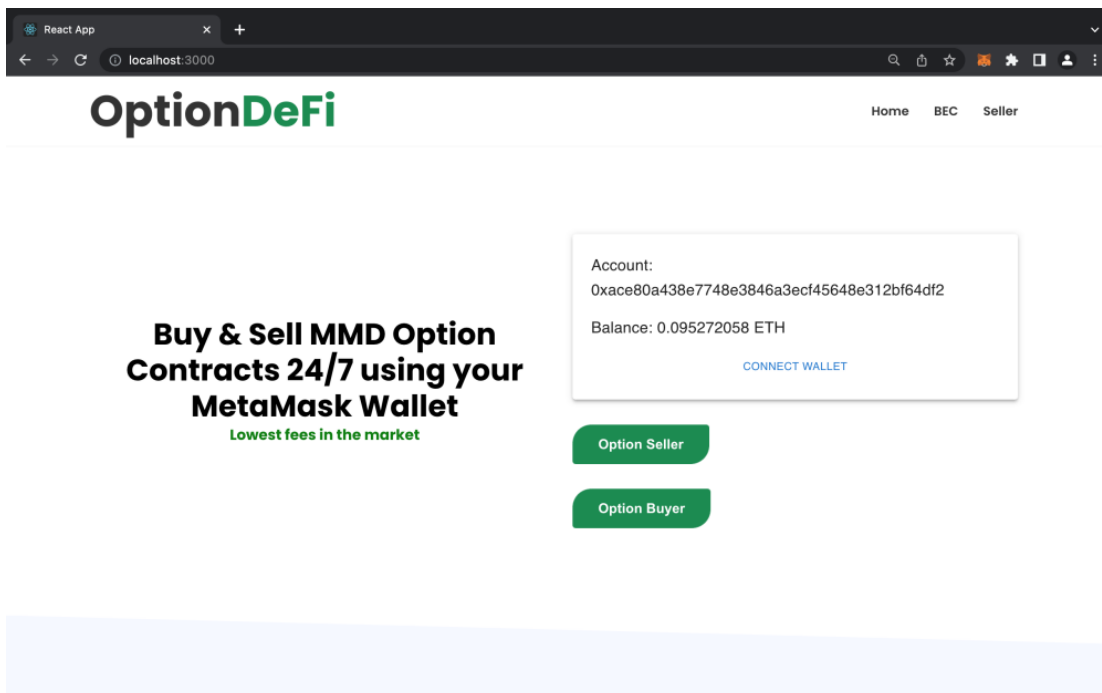 React App
localhost:3000
OptionDeFi
Home BEC Seller
Account:
0xace80a438e7748e3846a3ecf45648e312bf64df2
Balance: 0.095272058 ETH
CONNECT WALLET
Buy & Sell MMD Option
Contracts 24/7 using your
MetaMask Wallet
Lowest fees in the market
Option Seller
Option Buyer